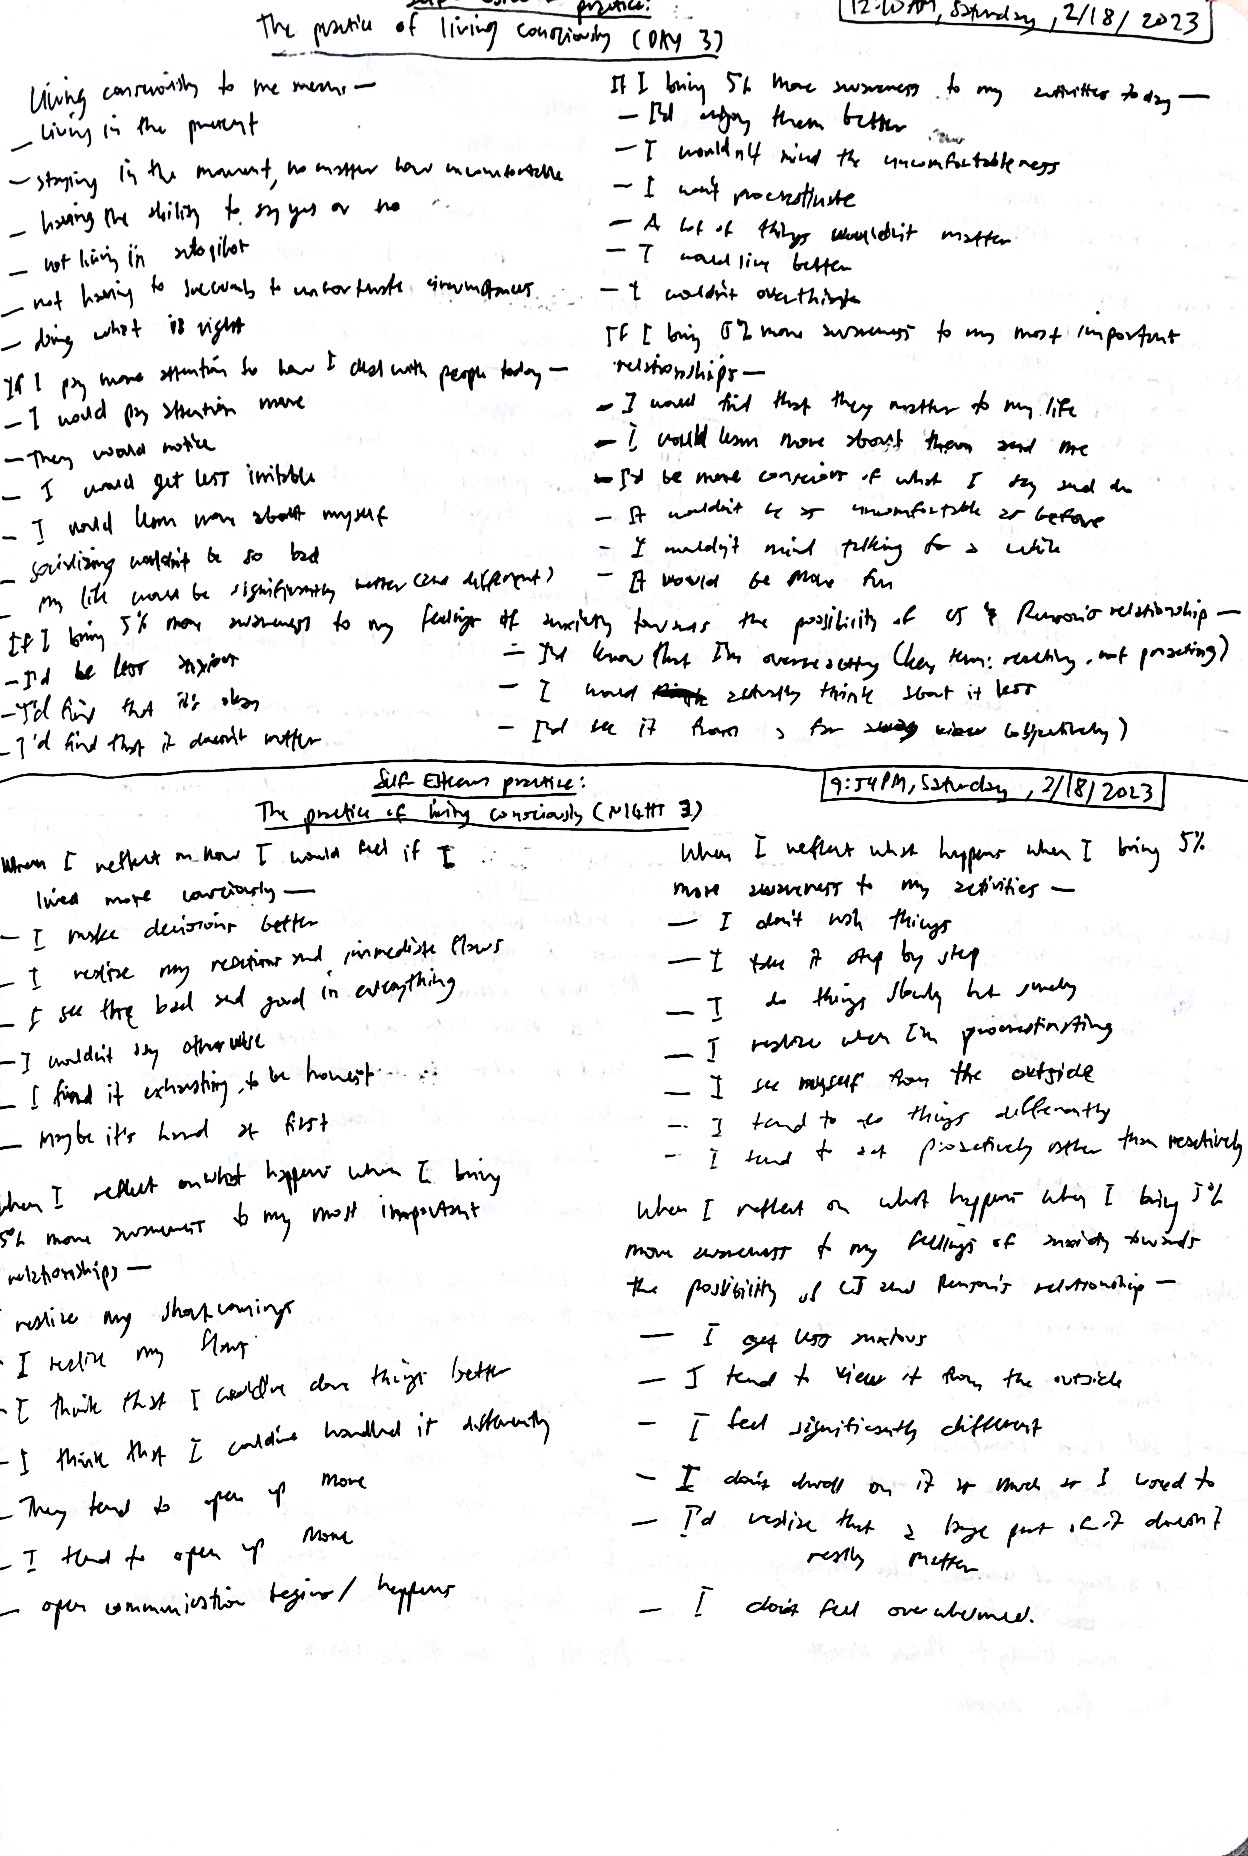 Self Esteem practice:
The practice of living consciously (DAY 3)
12:10AM, Saturday, 2/18/2023
Living consciously to me means —
— living in the present
— staying in the moment, no matter how uncomfortable
— having the ability to say yes or no
— not living in autopilot
— not having to succumb to unfortunate circumstances
— doing what is right
If I pay more attention to how I deal with people today —
— I would pay attention more
— They would notice
— I would get less irritable
— I would learn more about myself
— socializing wouldn't be so bad
— my life would be significantly better (and different)
If I bring 5% more awareness to my activities today —
— I'd enjoy them better
— I wouldn't mind the uncomfortableness
— I won't procrastinate
— A lot of things wouldn't matter
— I would live better
— I wouldn't overthink
If I bring 5% more awareness to my most important
relationships —
— I would find that they matter to my life
— I would learn more about them and me
— I'd be more conscious of what I say and do
— It wouldn't be as uncomfortable as before
— I wouldn't mind talking for a while
— It would be more fun
If I bring 5% more awareness to my feelings of anxiety towards the possibility of CJ & relationship —
— I'd be less anxious
— I'd find that it's okay
— I'd find that it doesn't matter
— I'd know that I'm overreacting (key term: reacting, not proacting)
— I would actually think about it less
— I'd see it from a far view (objectively)
Self Esteem practice:
The practice of living consciously (NIGHT 3)
9:54PM, Saturday, 2/18/2023
When I reflect on how I would feel if I
lived more consciously —
— I make decisions better
— I realize my reactions and immediate flaws
— I see the bad and good in everything
— I wouldn't say otherwise
— I find it exhausting to be honest
— Maybe it's hard at first
When I reflect on what happens when I bring
5% more awareness to my most important
relationships —
I realize my shortcomings
— I realize my flaws
— I think that I could've done things better
— I think that I could've handled it differently
— They tend to open up more
— I tend to open up more
— open communication begins / happens
When I reflect what happens when I bring 5%
more awareness to my activities —
— I don't rush things
— I take it step by step
— I do things slowly but surely
— I realize when I'm procrastinating
— I see myself from the outside
— I tend to do things differently
— I tend to act proactively rather than reactively
When I reflect on what happens when I bring 5%
more awareness to my feelings of anxiety towards
the possibility of CJ and relationship —
— I get less anxious
— I tend to view it from the outside
— I feel significantly different
— I don't dwell on it as much as I used to
— I'd realize that a large part of it doesn't
really matter
— I don't feel overwhelmed.